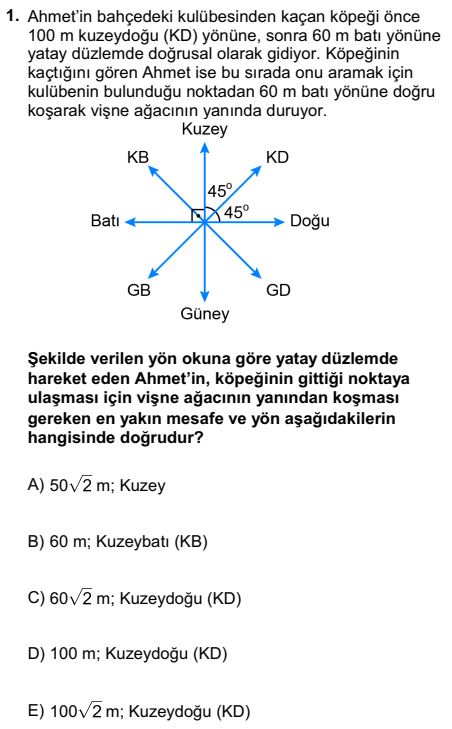 1. Ahmet'in bahçedeki kulübesinden kaçan köpeği önce
100 m kuzeydoğu (KD) yönüne, sonra 60 m batı yönüne
yatay düzlemde doğrusal olarak gidiyor. Köpeğinin
kaçtığını gören Ahmet ise bu sırada onu aramak için
kulübenin bulunduğu noktadan 60 m batı yönüne doğru
koşarak vişne ağacının yanında duruyor.
Kuzey
KB KD
45°
45°
Batı Doğu
GB GD
Güney
Şekilde verilen yön okuna göre yatay düzlemde
hareket eden Ahmet'in, köpeğinin gittiği noktaya
ulaşması için vişne ağacının yanından koşması
gereken en yakın mesafe ve yön aşağıdakilerin
hangisinde doğrudur?
A) 50√2 m; Kuzey
B) 60 m; Kuzeybatı (KB)
C) 60√2 m; Kuzeydoğu (KD)
D) 100 m; Kuzeydoğu (KD)
E) 100√2 m; Kuzeydoğu (KD)